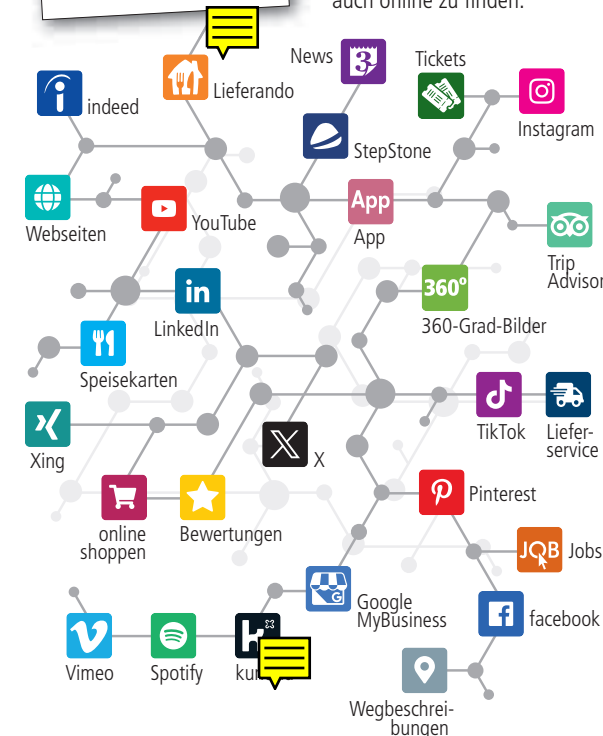 auch online zu finden.
News
3
Tickets
Lieferando
indeed
Instagram
StepStone
App
Webseiten
YouTube
App
Trip
Advisor
in
360°
LinkedIn
360-Grad-Bilder
Speisekarten
Xing
X
TikTok
Liefer-
service
Pinterest
online
shoppen
Bewertungen
JOB
Jobs
G
Google
MyBusiness
facebook
Vimeo
Spotify
k
Wegbeschrei-
bungen